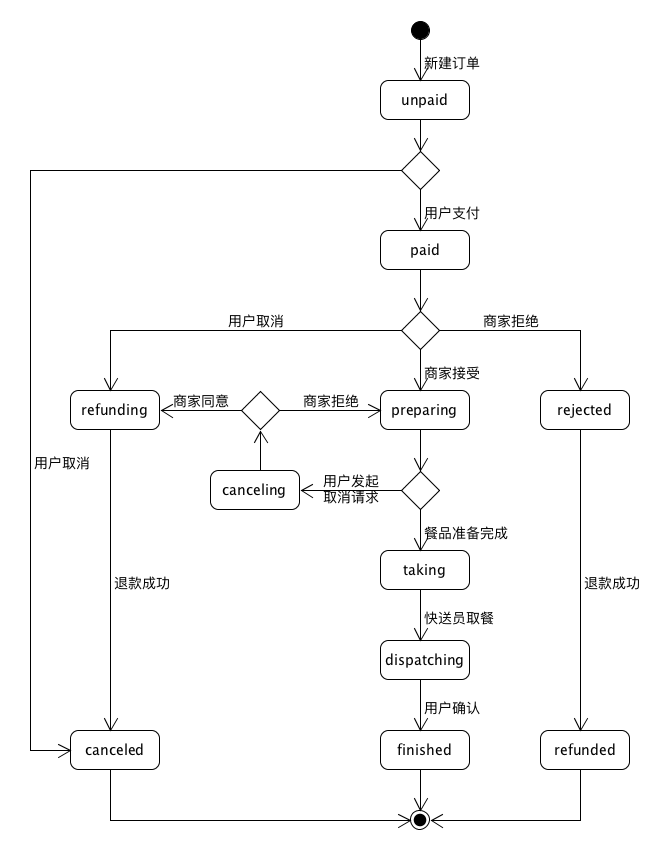 新建订单
unpaid
用户支付
paid
用户取消
商家拒绝
商家接受
refunding
商家同意
商家拒绝
preparing
rejected
用户取消
canceling
用户发起
取消请求
餐品准备完成
taking
退款成功
退款成功
快送员取餐
dispatching
用户确认
canceled
finished
refunded